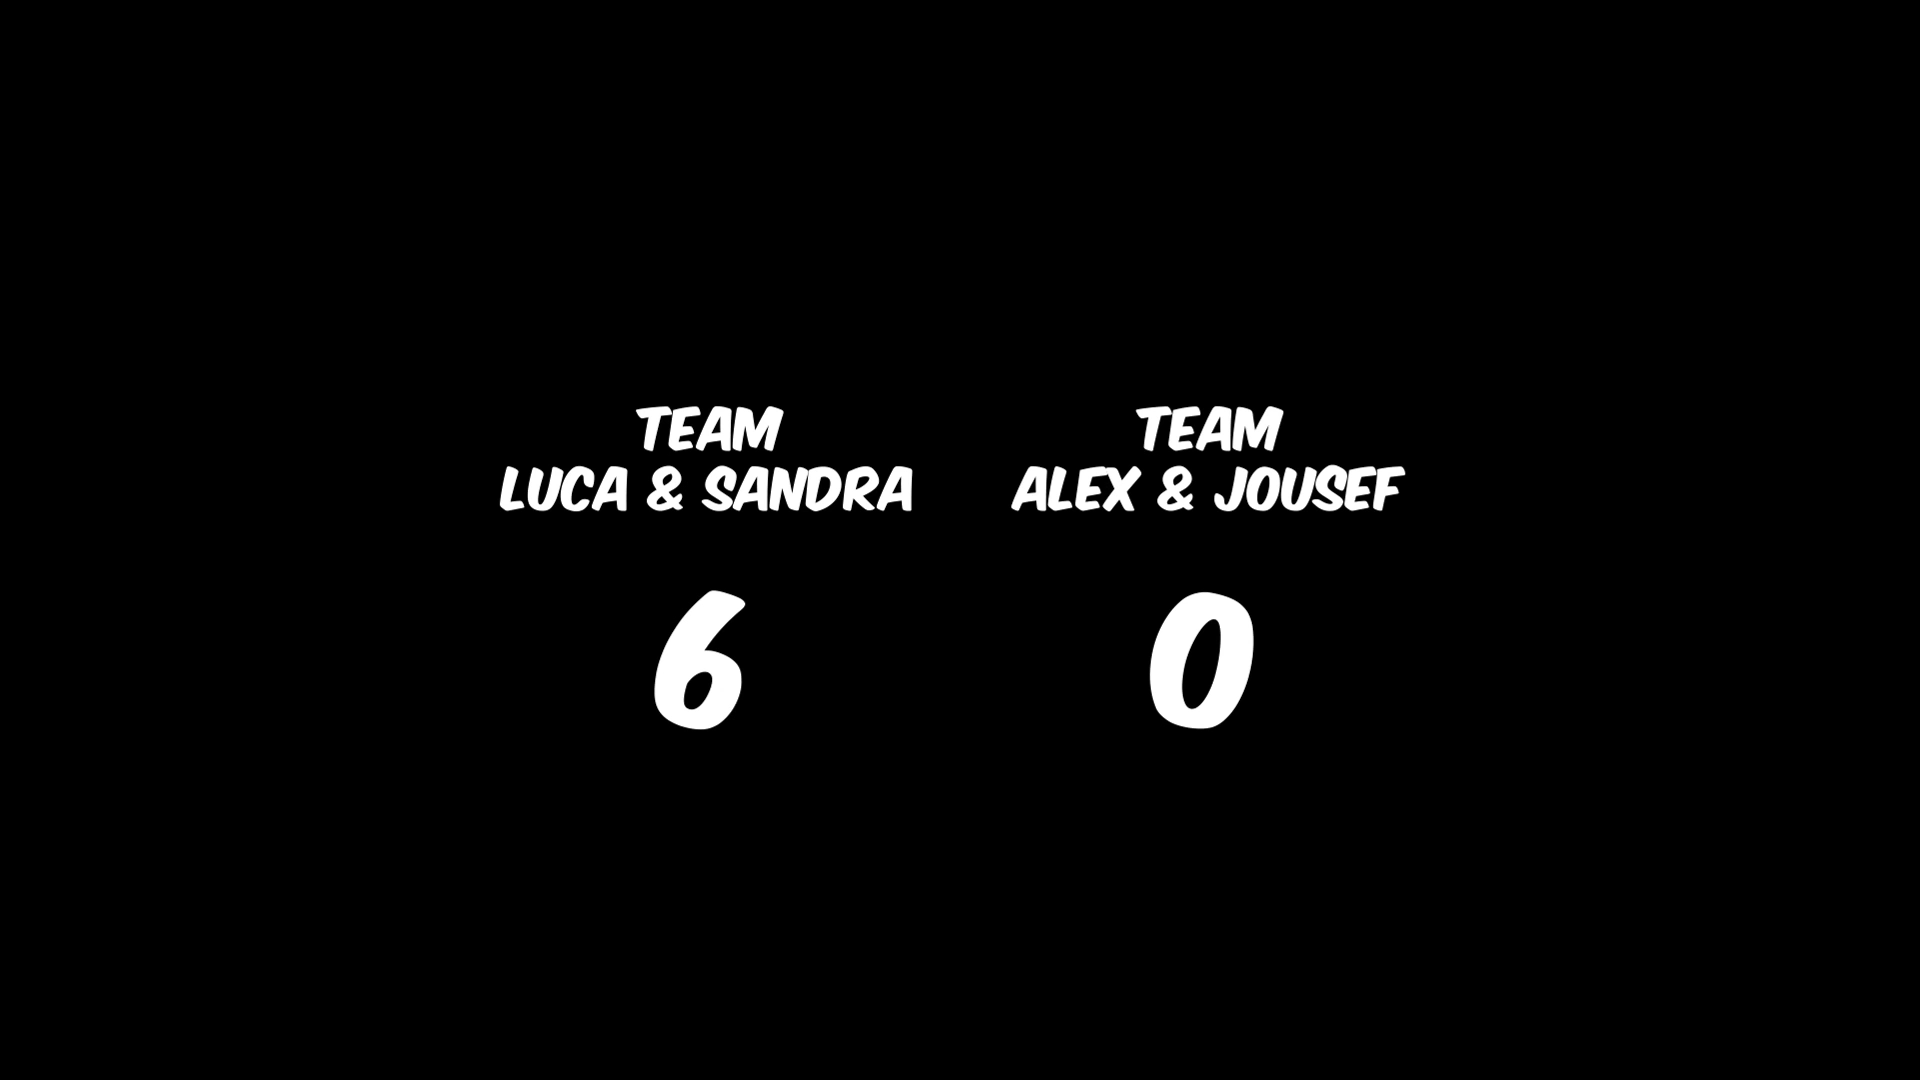 TEAM
LUCA & SANDRA
6
TEAM
ALEX & JOUSEF
0